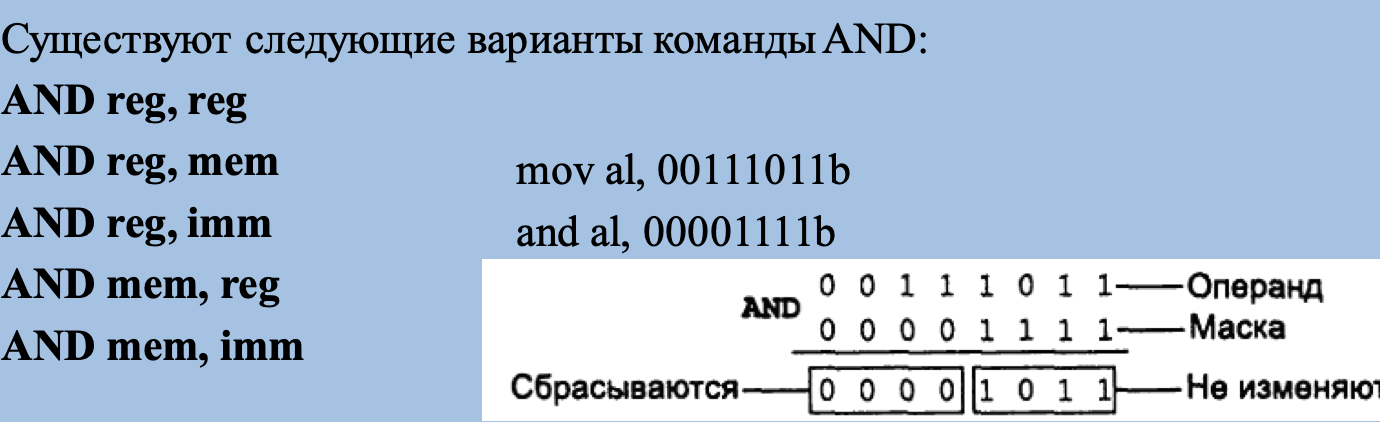 Существуют следующие варианты команды AND:
AND reg, reg
AND reg, mem
AND reg, imm
AND mem, reg
AND mem, imm
mov al, 00111011b
and al, 00001111b
AND
0 0 1 1 1 0 1 1 Операнд
0 0 0 0 1 1 1 1 Маска
Сбрасываются 0 0 0 0 1 0 1 1 Не изменяют